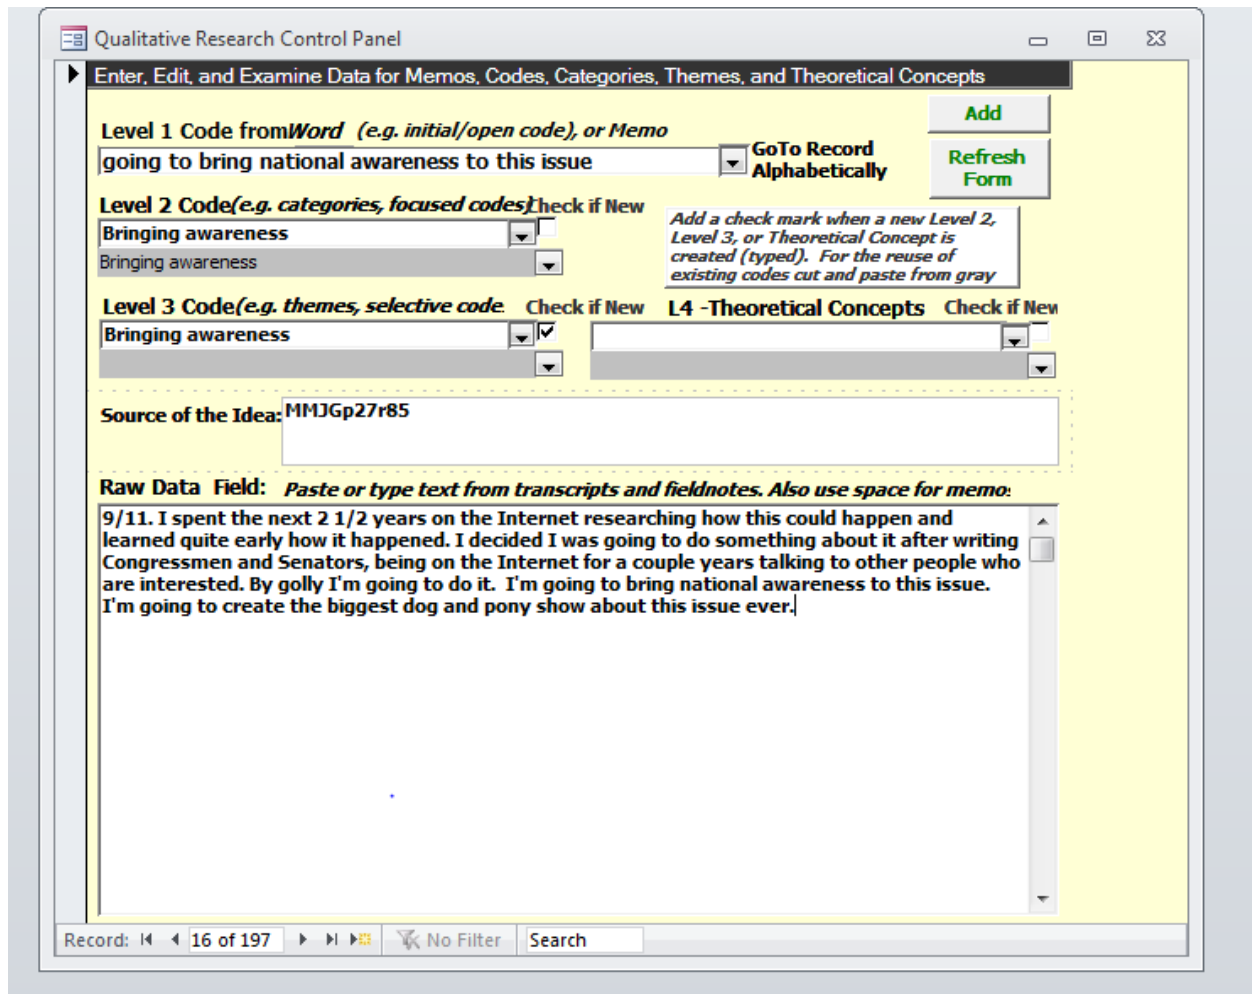 Qualitative Research Control Panel
Enter, Edit, and Examine Data for Memos, Codes, Categories, Themes, and Theoretical Concepts
Add
Level 1 Code from Word (e.g. initial/open code), or Memo
going to bring national awareness to this issue
GoTo Record
Alphabetically
Refresh
Form
Level 2 Code(e.g. categories, focused codes)
Check if New
Bringing awareness
Bringing awareness
Add a check mark when a new Level 2,
Level 3, or Theoretical Concept is
created (typed). For the reuse of
existing codes cut and paste from gray
Level 3 Code(e.g. themes, selective code
Check if New
L4 -Theoretical Concepts
Check if New
Bringing awareness
Source of the Idea:
MMJGp27r85
Raw Data Field: Paste or type text from transcripts and fieldnotes. Also use space for memo:
9/11. I spent the next 2 1/2 years on the Internet researching how this could happen and
learned quite early how it happened. I decided I was going to do something about it after writing
Congressmen and Senators, being on the Internet for a couple years talking to other people who
are interested. By golly I'm going to do it. I'm going to bring national awareness to this issue.
I'm going to create the biggest dog and pony show about this issue ever.
Record: 16 of 197 No Filter Search